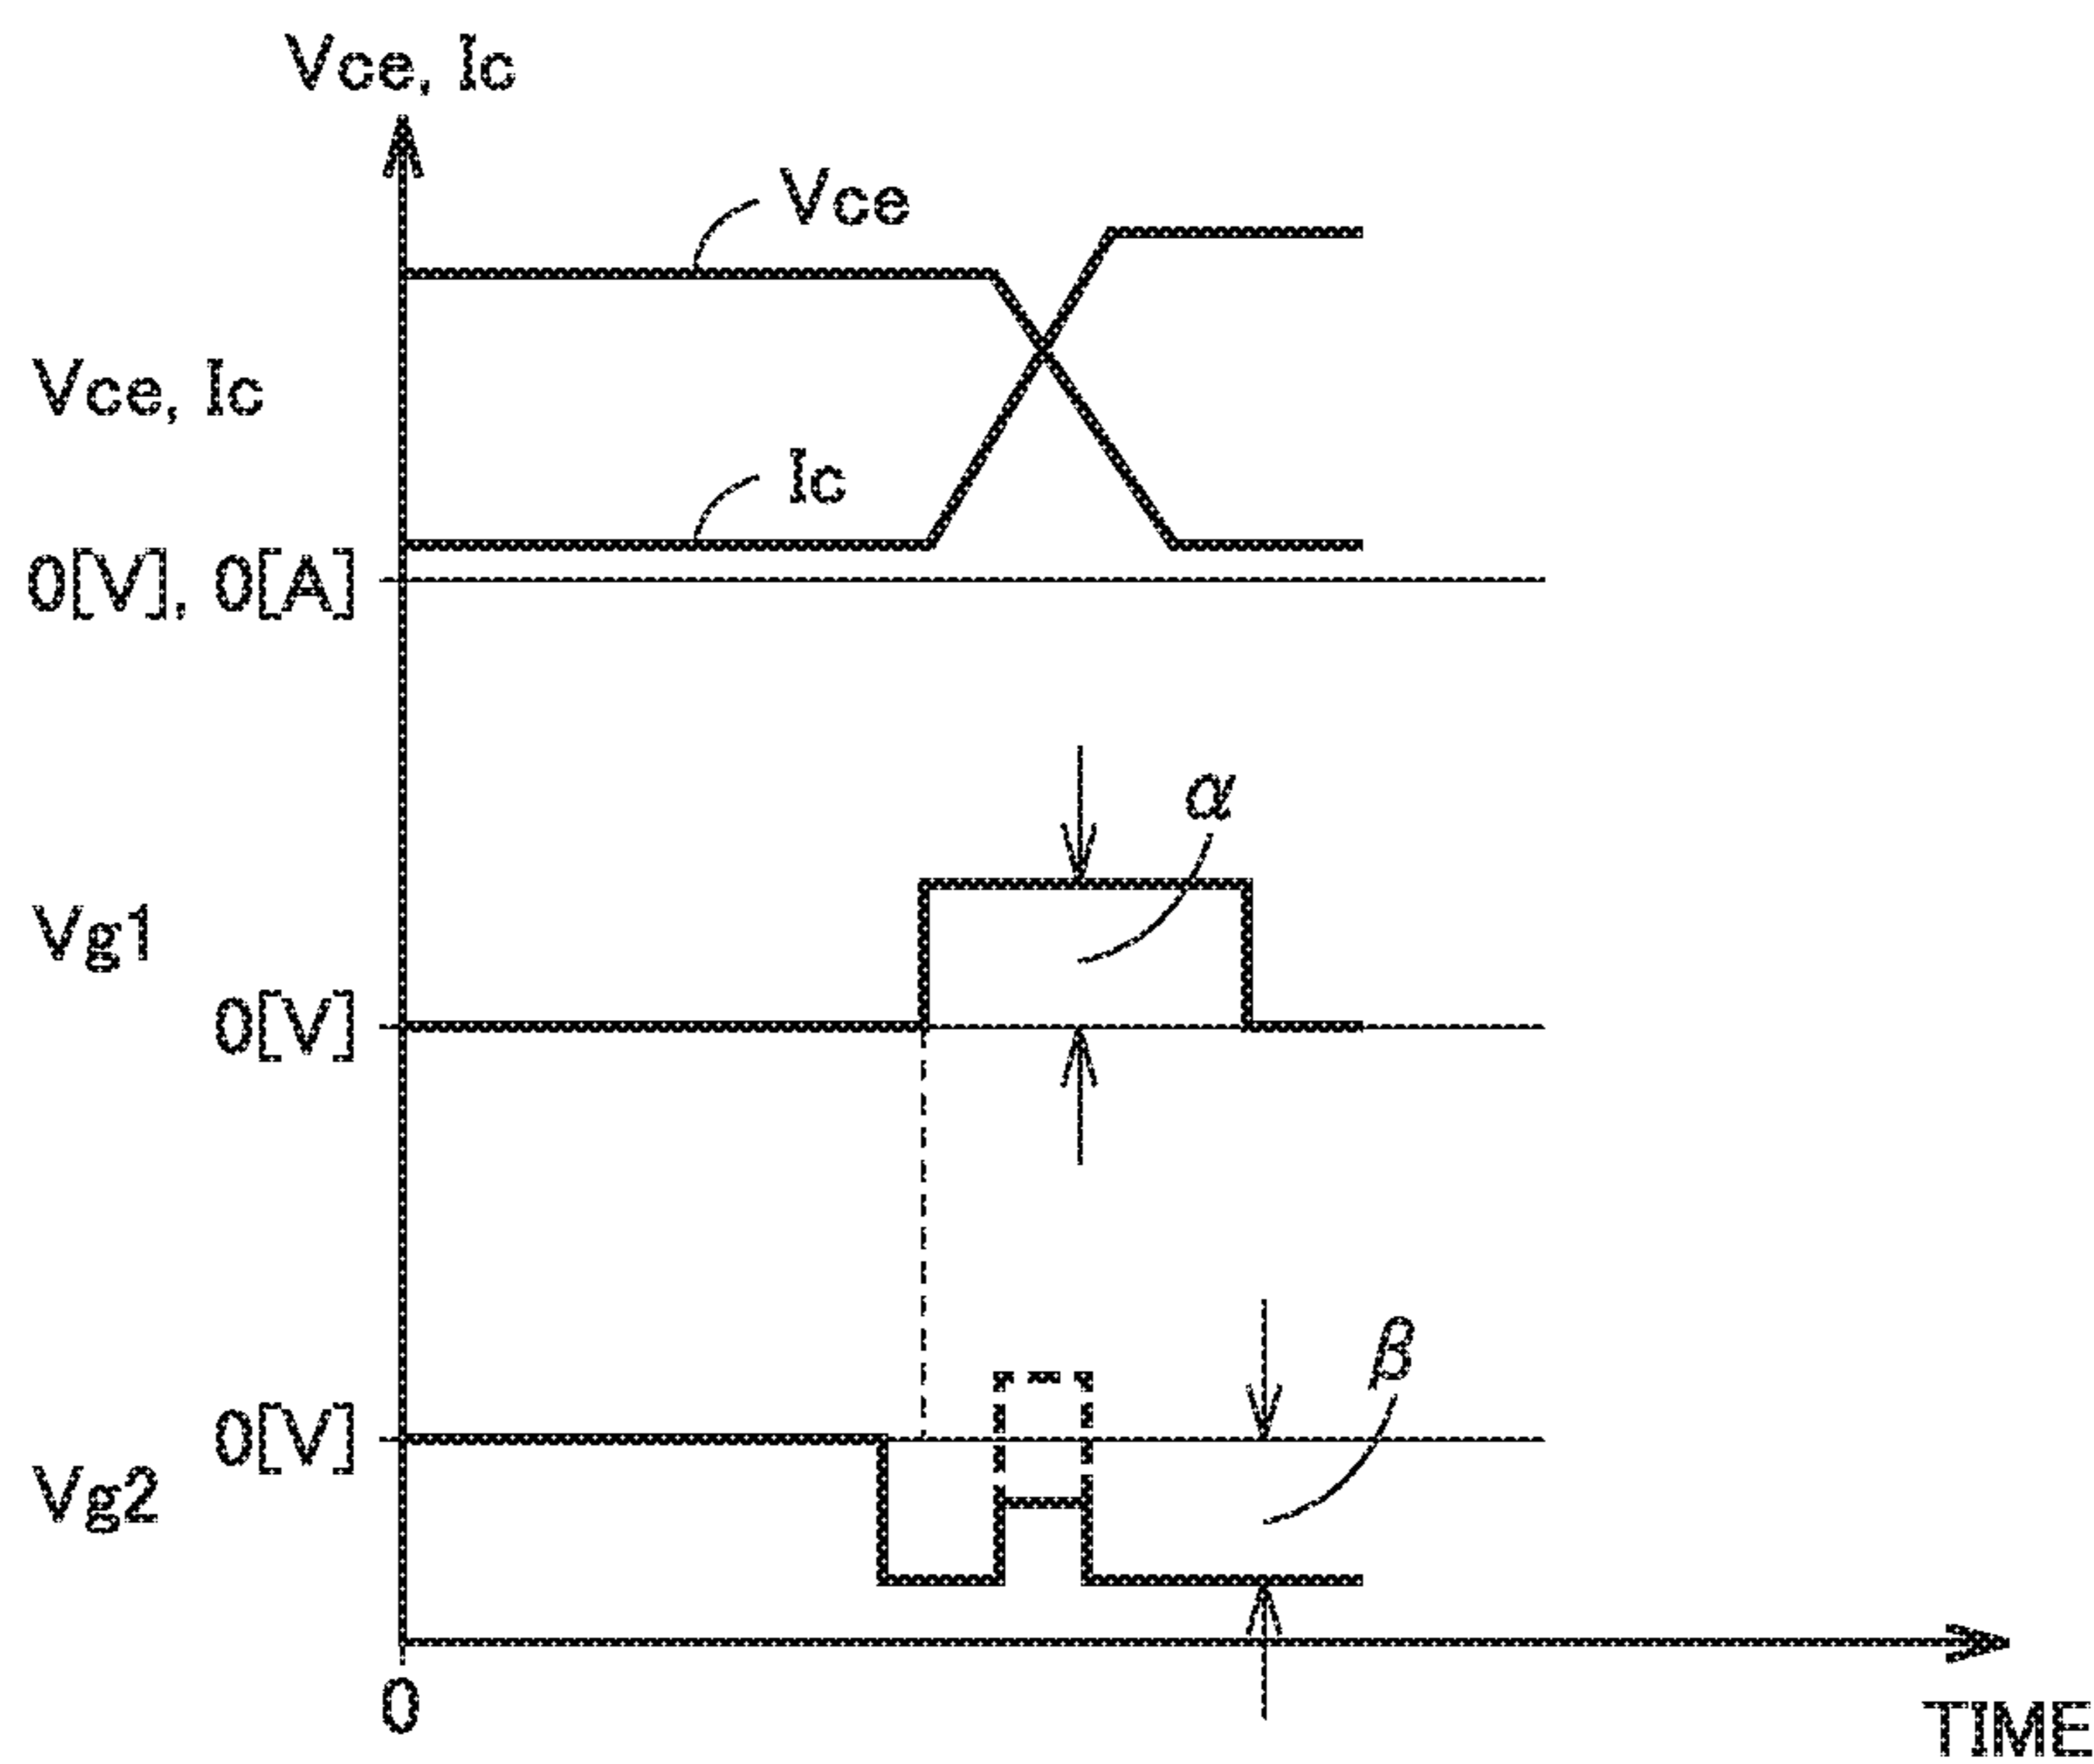 Vce, Ic
Vce
Vce, Ic
Ic
0[V], 0[A]
α
Vg1
0[V]
β
0[V]
Vg2
0
TIME